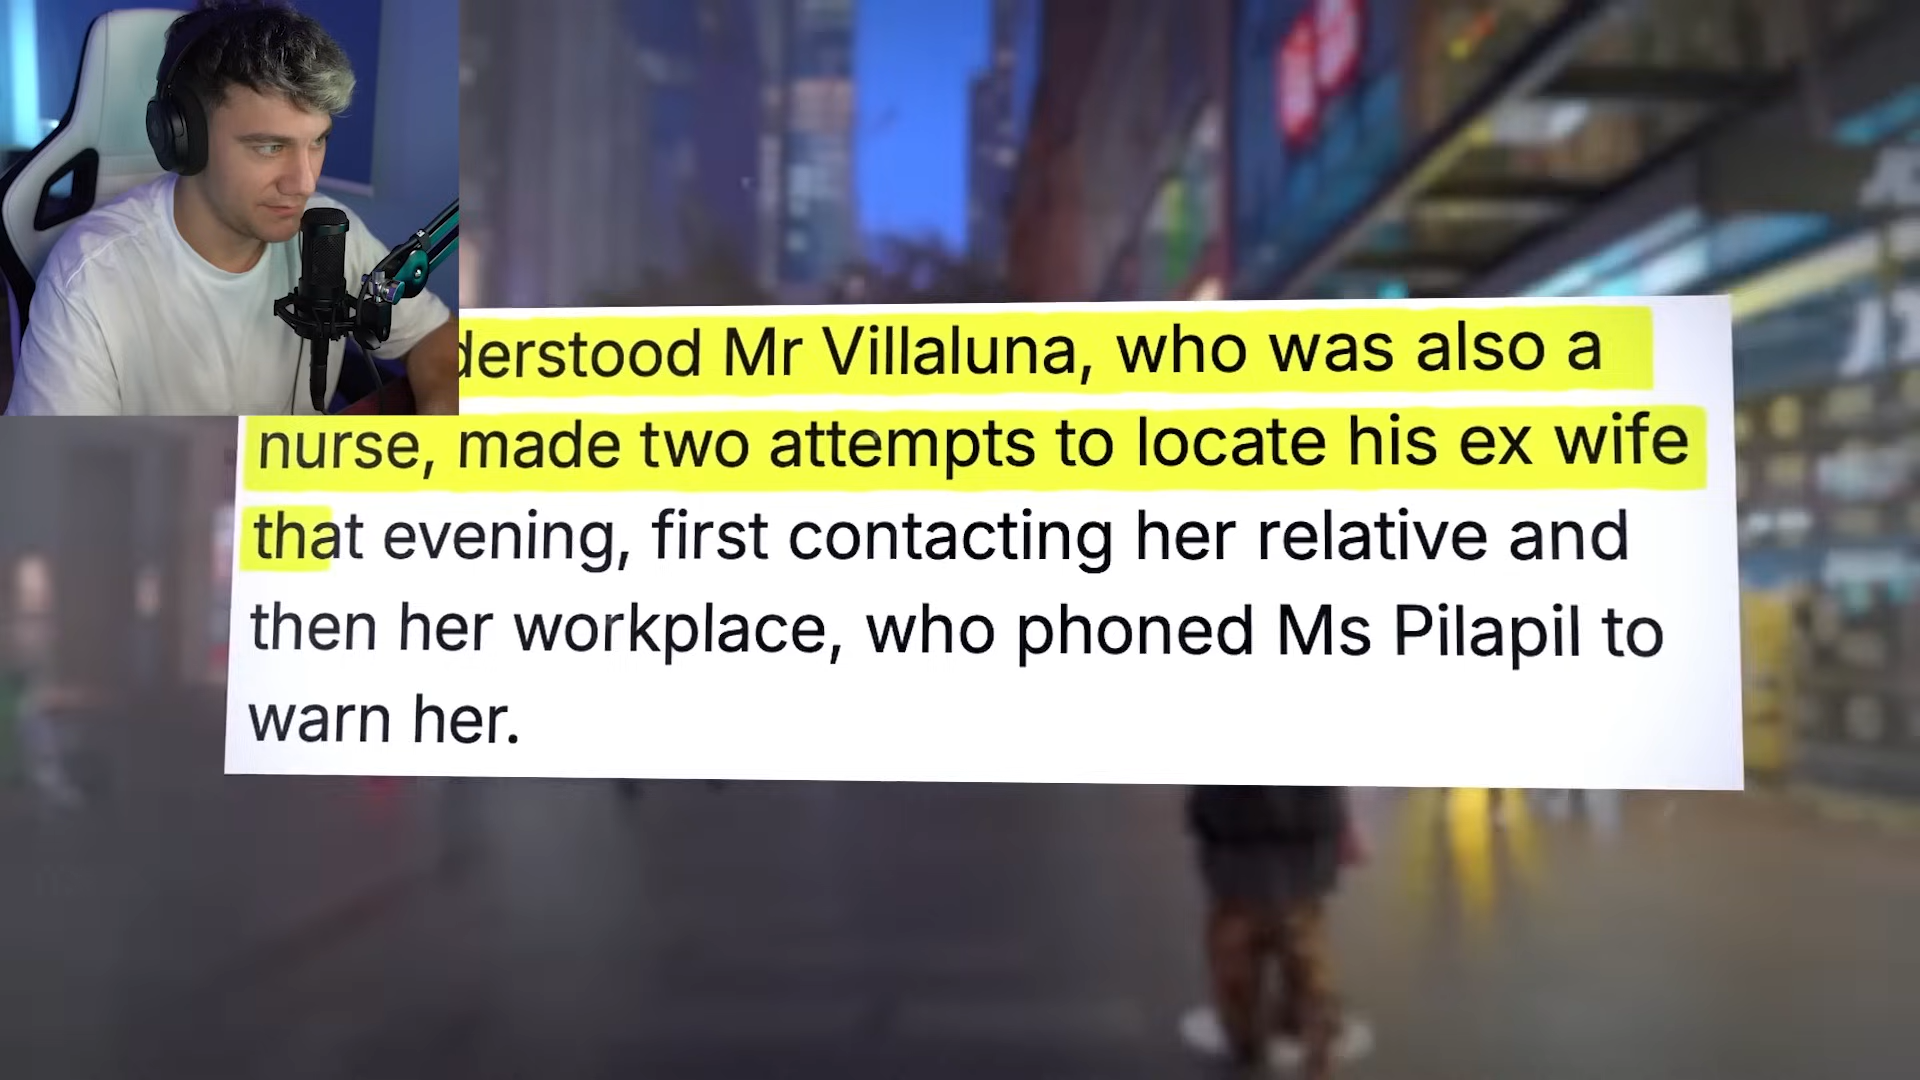 derstood Mr Villaluna, who was also a
nurse, made two attempts to locate his ex wife
that evening, first contacting her relative and
then her workplace, who phoned Ms Pilapil to
warn her.